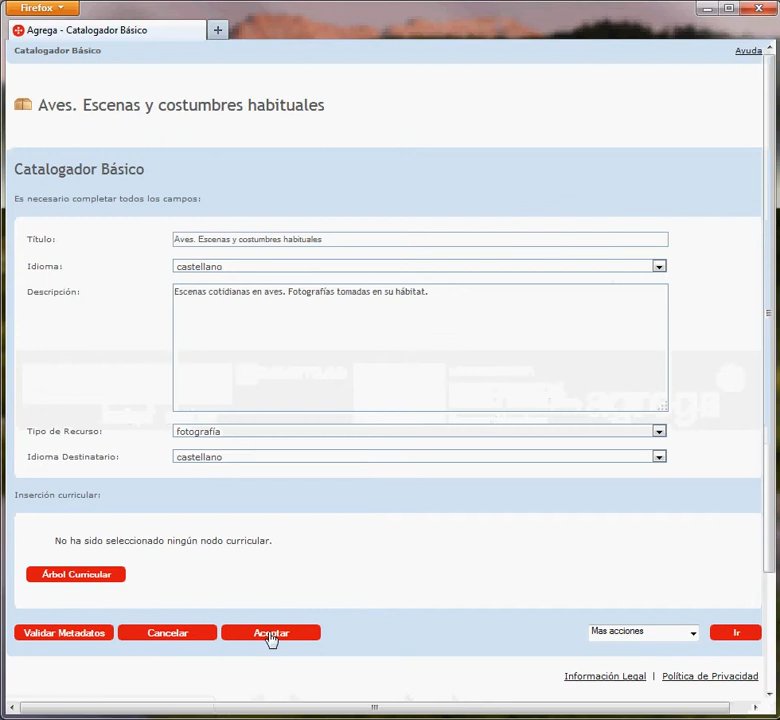 Firefox
Agrega - Catalogador Básico
Catalogador Básico
Ayuda
Aves. Escenas y costumbres habituales
Catalogador Básico
Es necesario completar todos los campos:
Título:
Aves. Escenas y costumbres habituales
Idioma:
castellano
Descripción:
Escenas cotidianas en aves. Fotografías tomadas en su hábitat.
agrega
Tipo de Recurso:
fotografía
Idioma Destinatario:
castellano
Inserción curricular:
No ha sido seleccionado ningún nodo curricular.
Árbol Curricular
Validar Metadatos
Cancelar
Aceptar
Mas acciones
Ir
Información Legal | Política de Privacidad